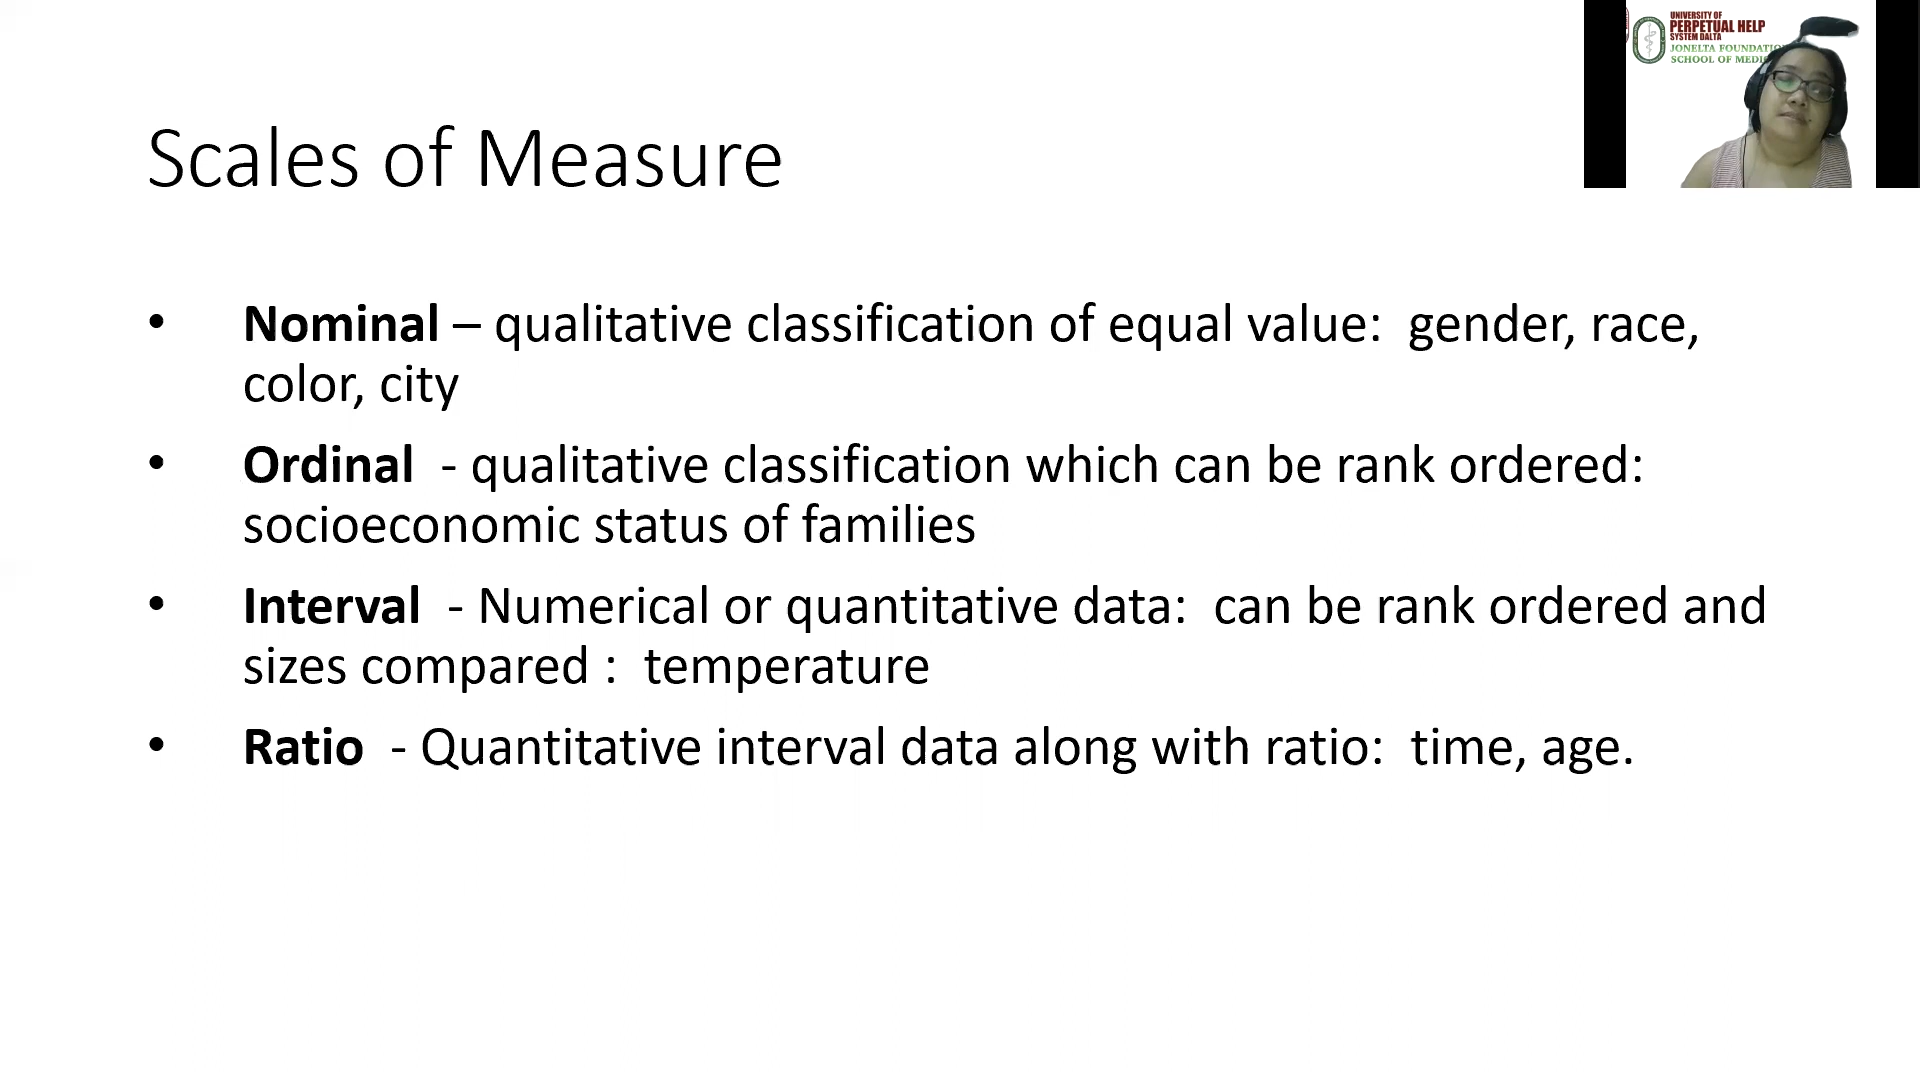 UNIVERSITY OF
PERPETUAL HELP
SYSTEM DALTA
JONELTA
SCHOOL OF
Scales of Measure
• Nominal – qualitative classification of equal value:  gender, race,
color, city
• Ordinal  - qualitative classification which can be rank ordered:
socioeconomic status of families
• Interval  - Numerical or quantitative data:  can be rank ordered and
sizes compared :  temperature
• Ratio  - Quantitative interval data along with ratio:  time, age.